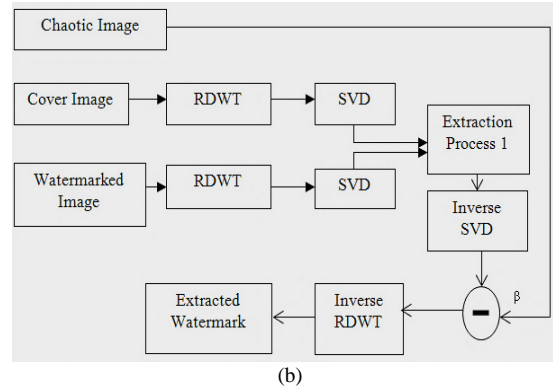 Chaotic Image
Cover Image
RDWT
SVD
Extraction
Process 1
Watermarked
Image
RDWT
SVD
Inverse
SVD
β
Extracted
Watermark
Inverse
RDWT
(b)